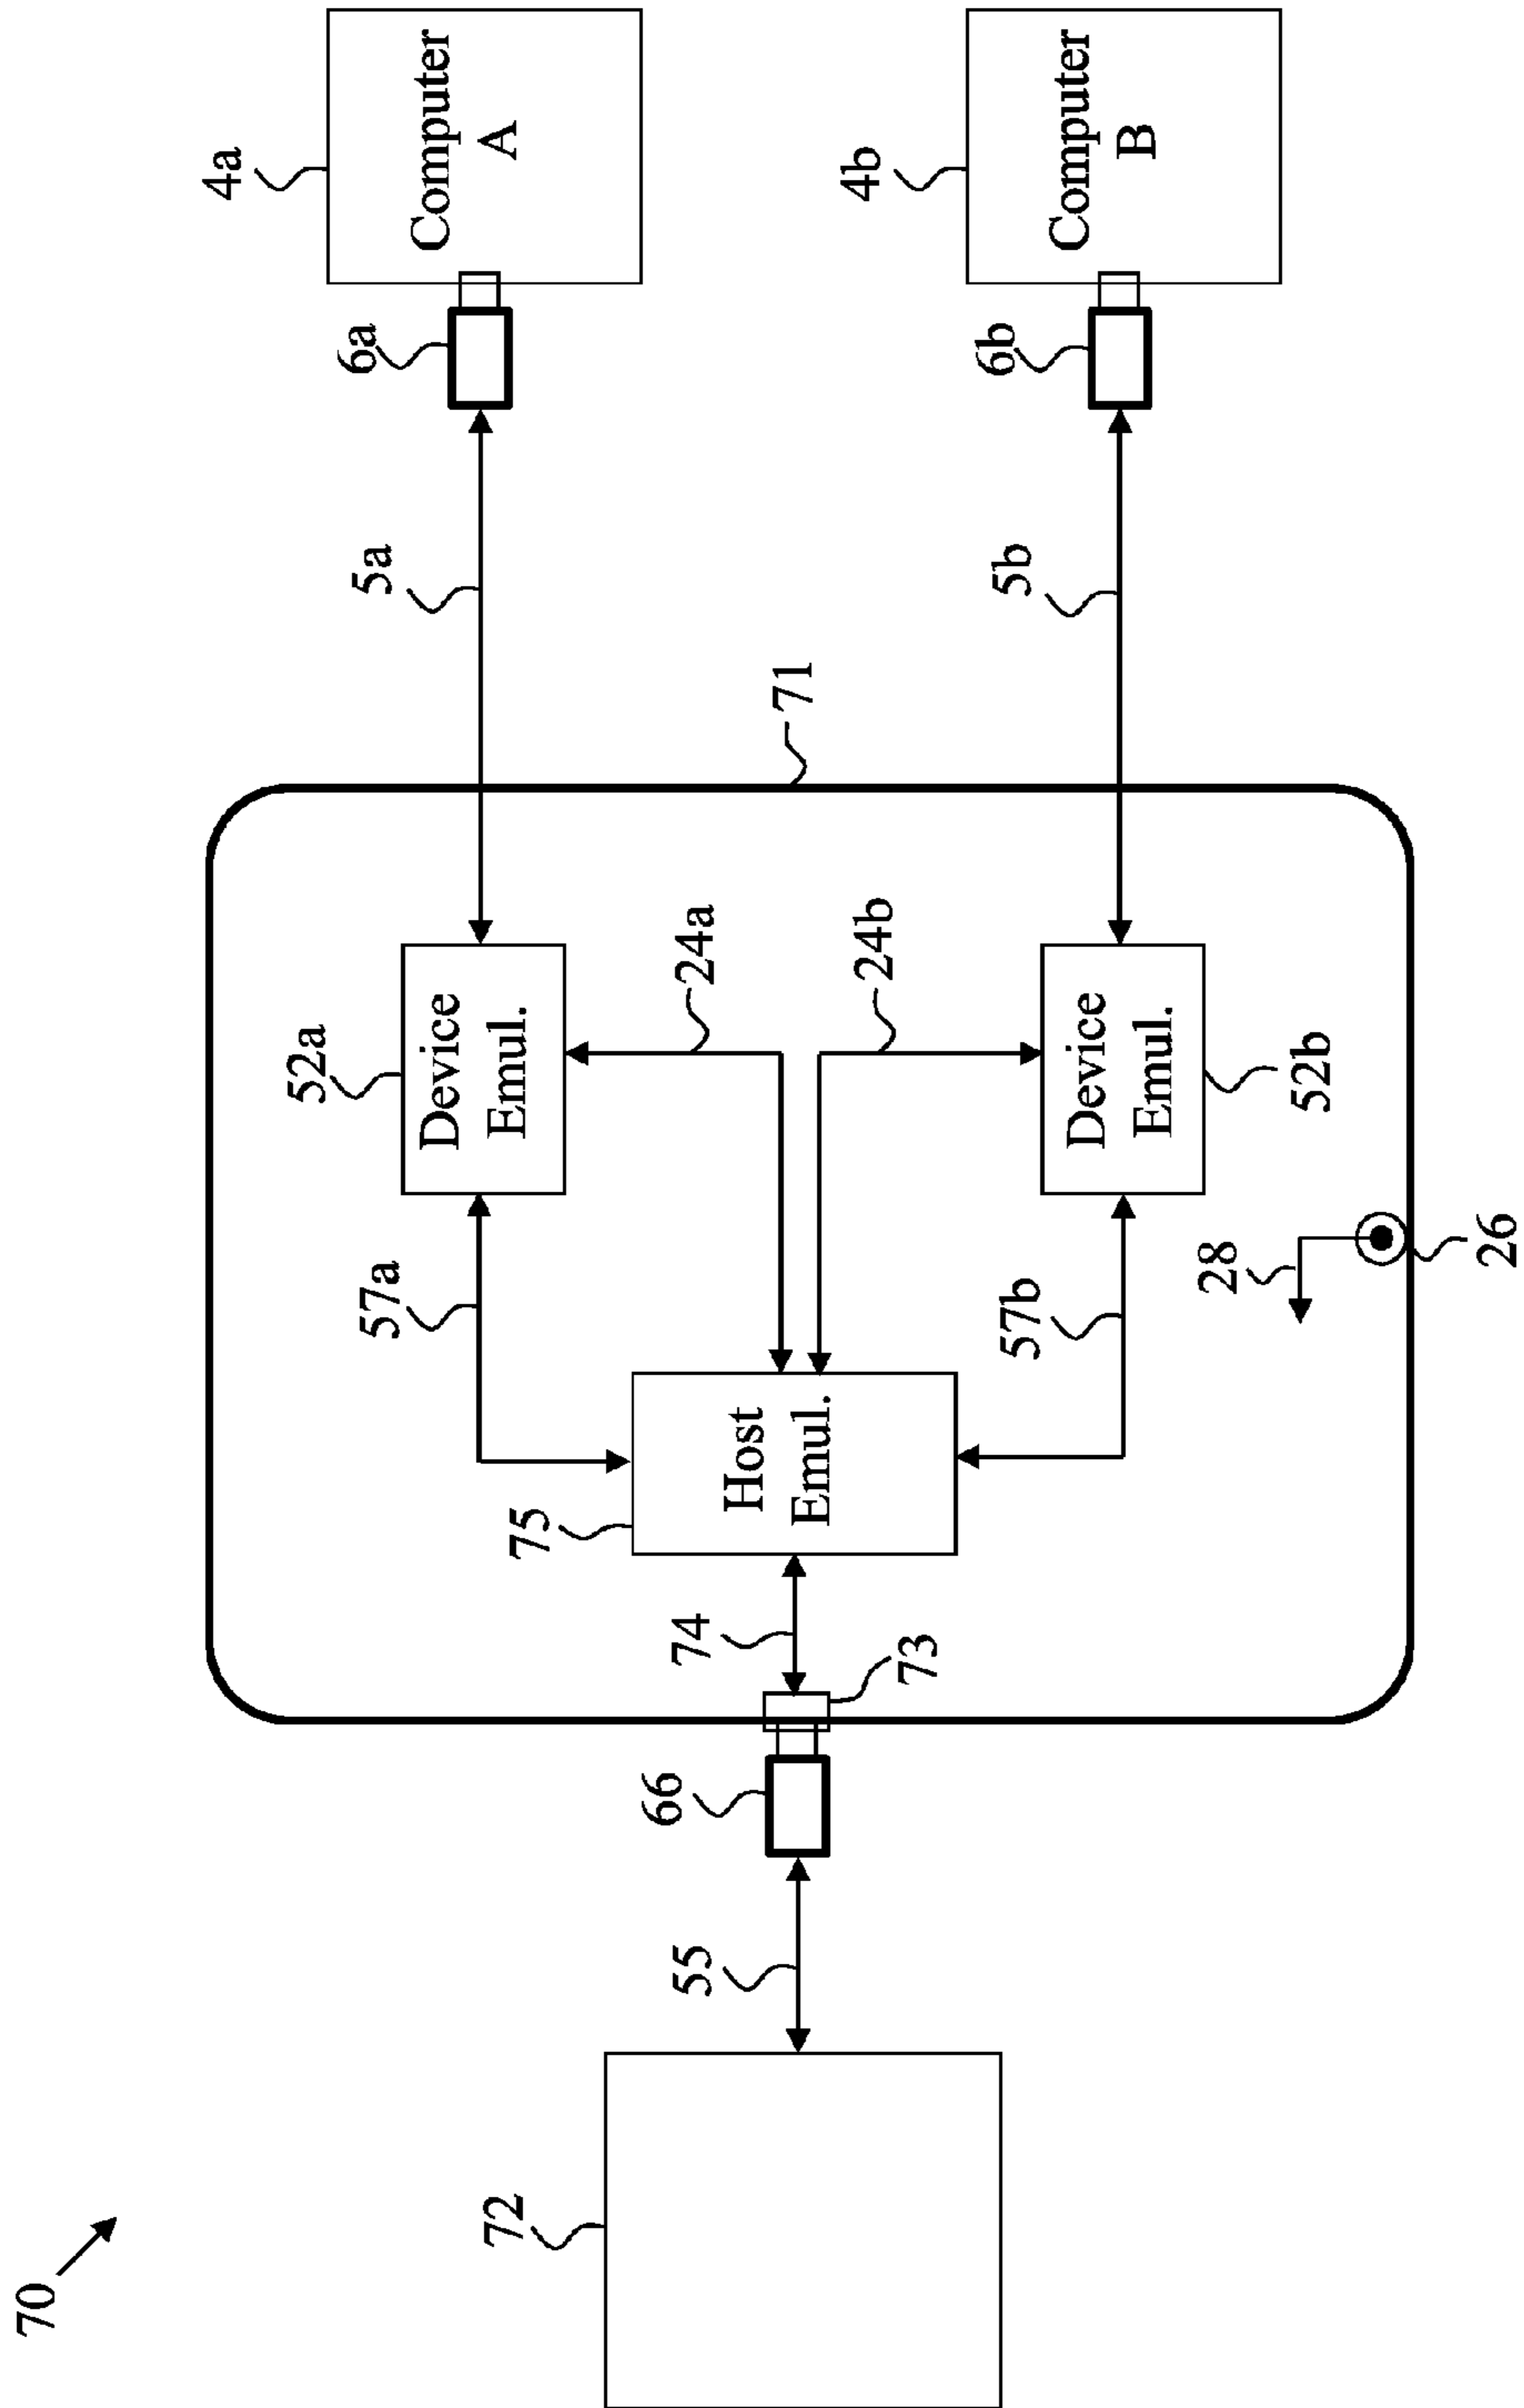 70
72
55
66
73
74
75
Host
Emul.
57a
57b
28
26
52a
Device
Emul.
24a
24b
Device
Emul.
52b
71
5a
5b
6a
6b
4a
Computer
A
4b
Computer
B